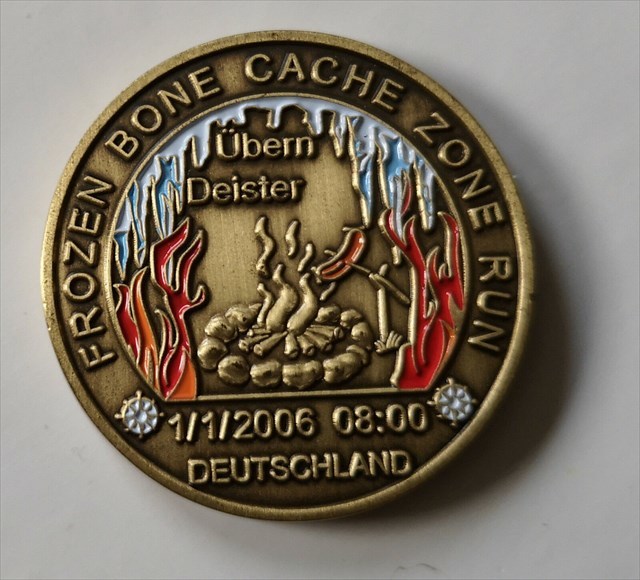 FROZEN BONE CACHE ZONE RUN
Übern
Deister
1/1/2006 08:00
DEUTSCHLAND